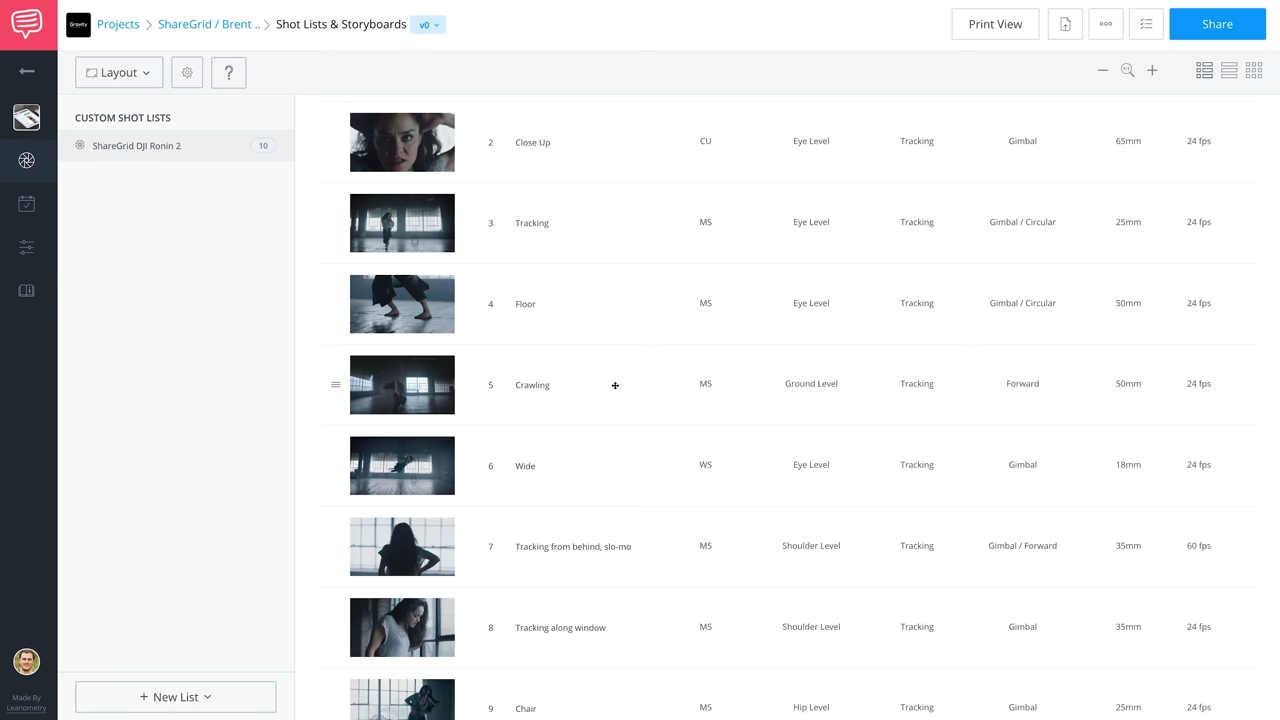 Gravity Projects ShareGrid / Brent .. Shot Lists & Storyboards v0 Print View Share
Layout ?
CUSTOM SHOT LISTS
ShareGrid DJI Ronin 2 10
2 Close Up CU Eye Level Tracking Gimbal 65mm 24 fps
3 Tracking MS Eye Level Tracking Gimbal / Circular 25mm 24 fps
4 Floor MS Eye Level Tracking Gimbal / Circular 50mm 24 fps
5 Crawling MS Ground Level Tracking Forward 50mm 24 fps
6 Wide WS Eye Level Tracking Gimbal 18mm 24 fps
7 Tracking from behind, slo-mo MS Shoulder Level Tracking Gimbal / Forward 35mm 60 fps
8 Tracking along window MS Shoulder Level Tracking Gimbal 35mm 24 fps
9 Chair MS Hip Level Tracking Gimbal 25mm 24 fps
+ New List
Made By
Leanometry